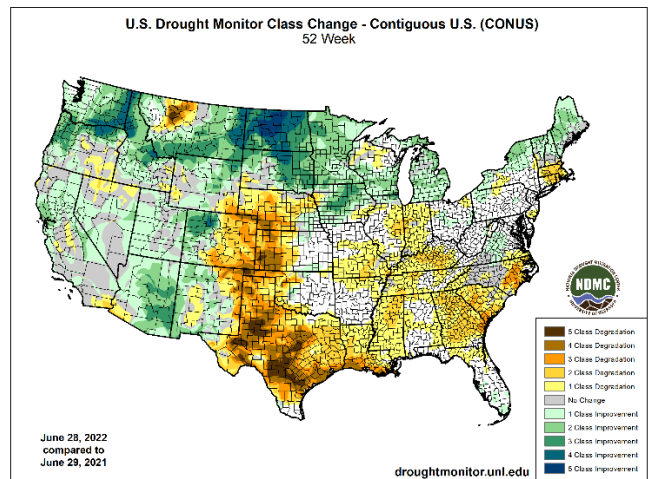 U.S. Drought Monitor Class Change - Contiguous U.S. (CONUS)
52 Week
NDMC
5 Class Degradation
4 Class Degradation
3 Class Degradation
2 Class Degradation
1 Class Degradation
No Change
1 Class Improvement
2 Class Improvement
3 Class Improvement
4 Class Improvement
5 Class Improvement
June 28, 2022
compared to
June 29, 2021
droughtmonitor.unl.edu